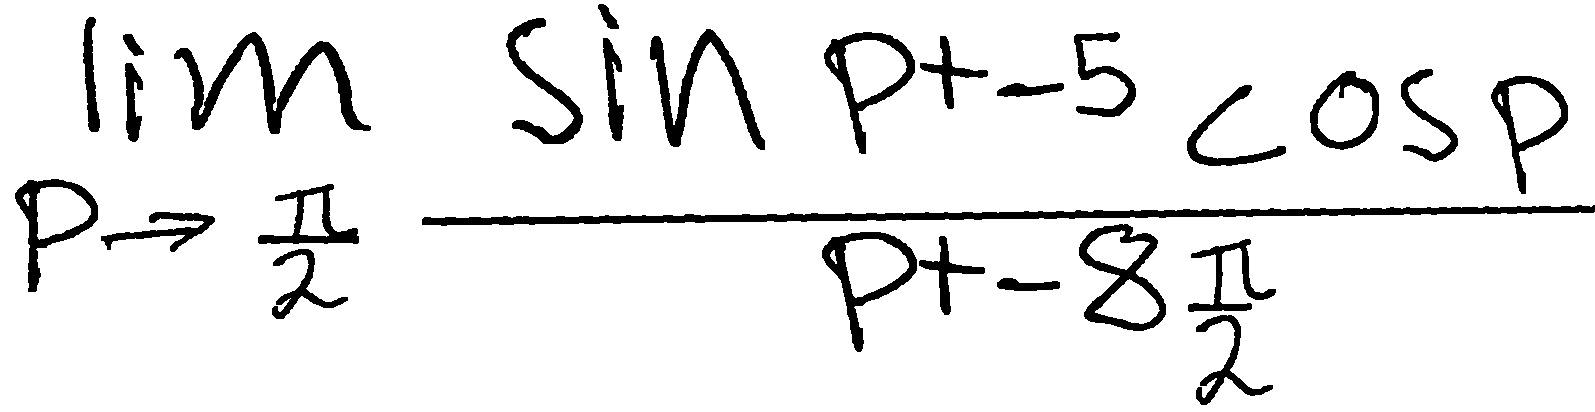 lim p→π/2 (sin p + -5 cos p)/(p + -8 π/2)